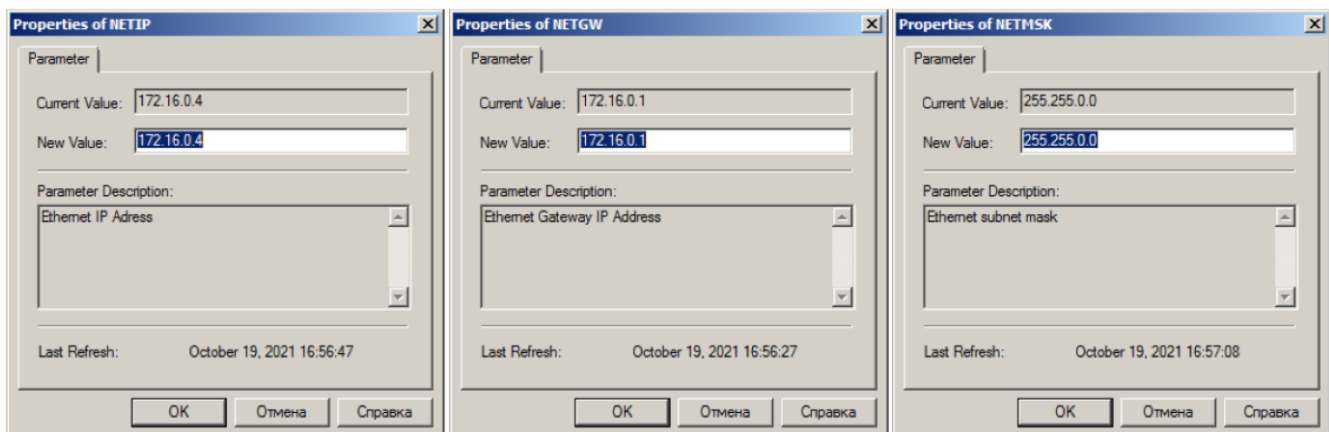 Properties of NETIP
Parameter
Current Value: 172.16.0.4
New Value: 172.16.0.4
Parameter Description:
Ethernet IP Adress
Last Refresh: October 19, 2021 16:56:47
OK Отмена Справка
Properties of NETGW
Parameter
Current Value: 172.16.0.1
New Value: 172.16.0.1
Parameter Description:
Ethernet Gateway IP Address
Last Refresh: October 19, 2021 16:56:27
OK Отмена Справка
Properties of NETMSK
Parameter
Current Value: 255.255.0.0
New Value: 255.255.0.0
Parameter Description:
Ethernet subnet mask
Last Refresh: October 19, 2021 16:57:08
OK Отмена Справка